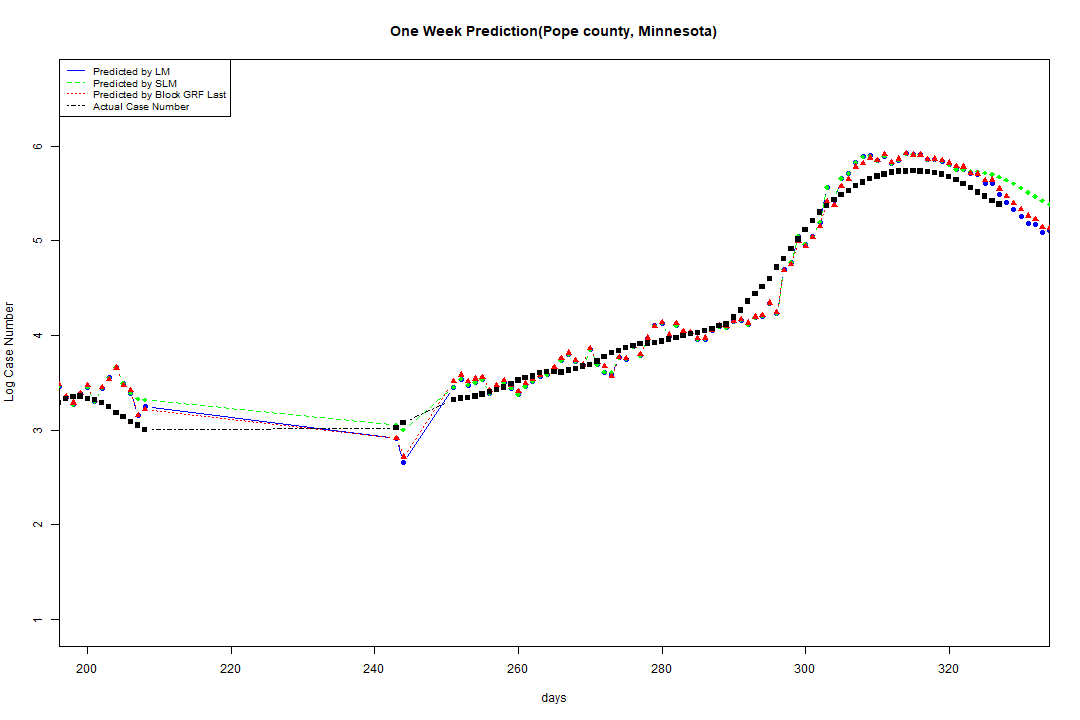 One Week Prediction(Pope county, Minnesota)
Predicted by LM
Predicted by SLM
Predicted by Block GRF Last
Actual Case Number
Log Case Number
6
5
4
3
2
1
200 220 240 260 280 300 320
days